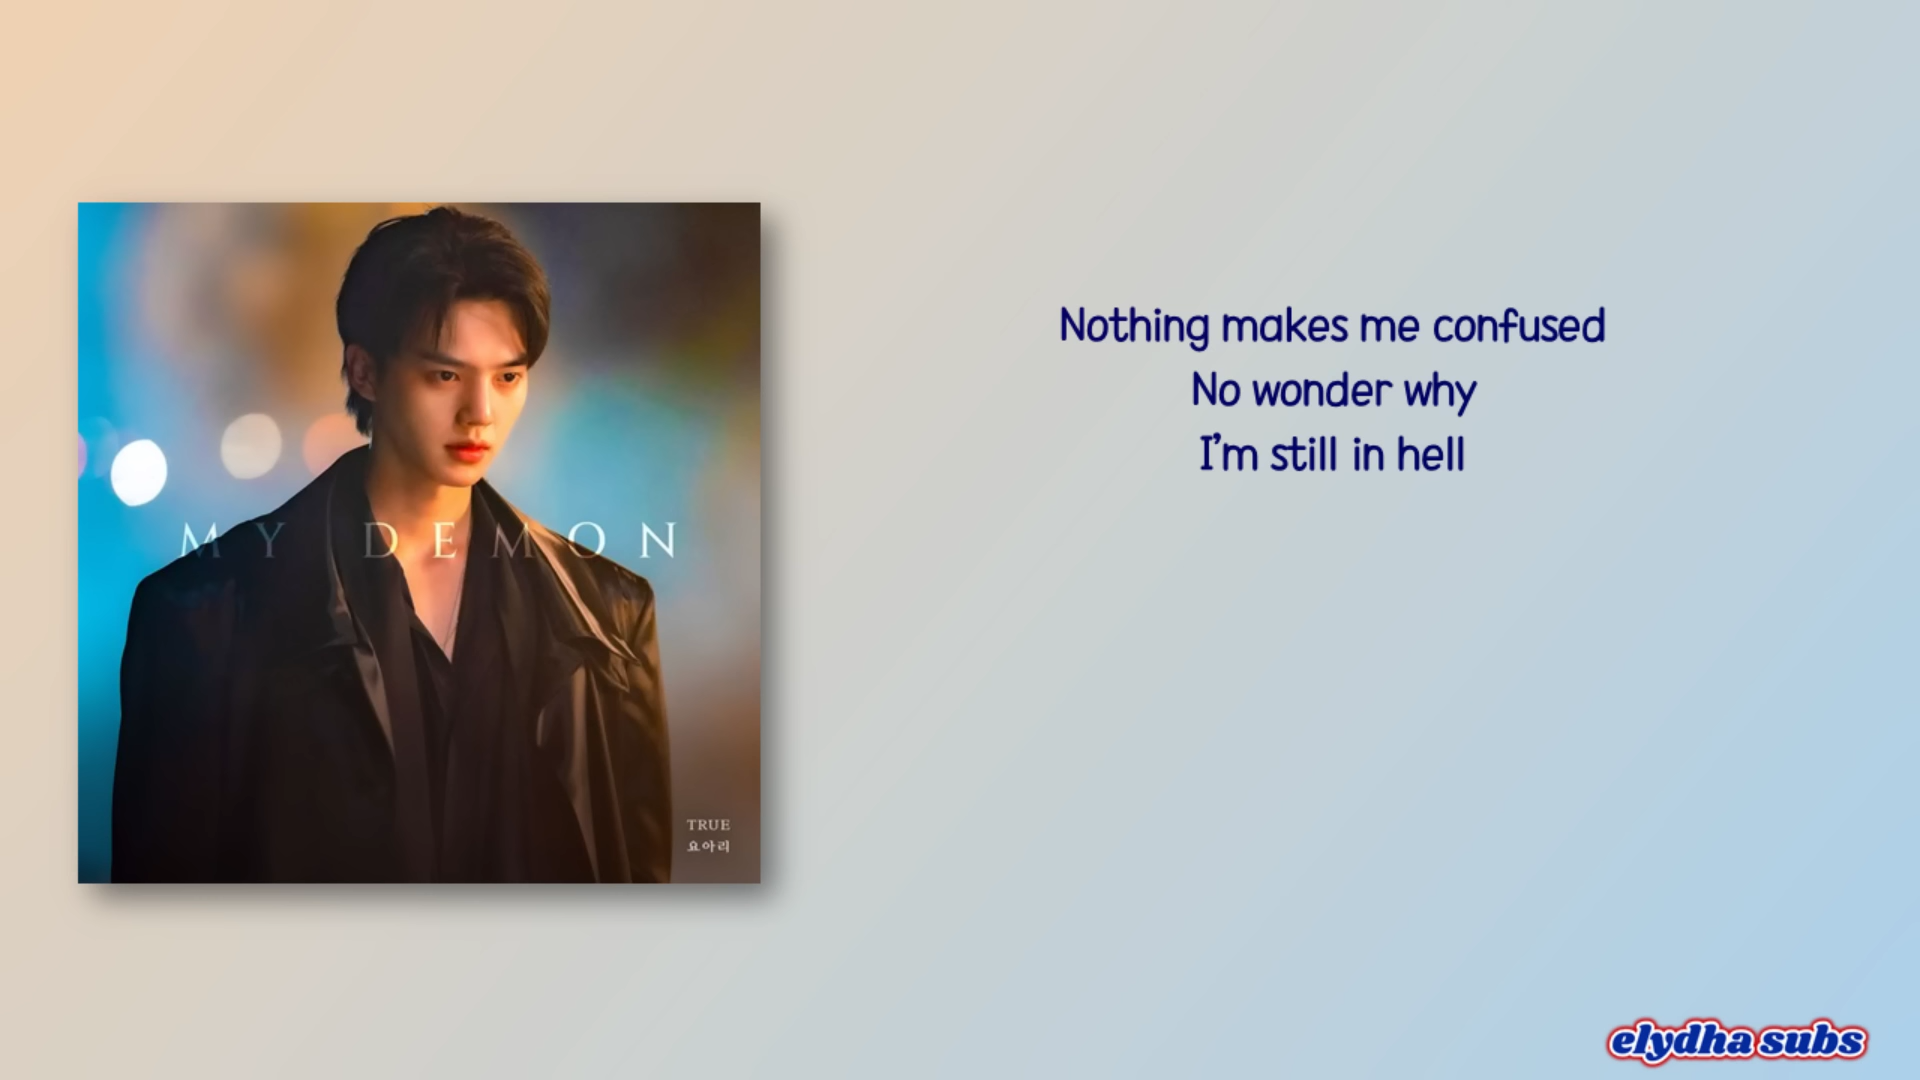 MY DEMON
TRUE
요아리
Nothing makes me confused
No wonder why
I'm still in hell
elydha subs